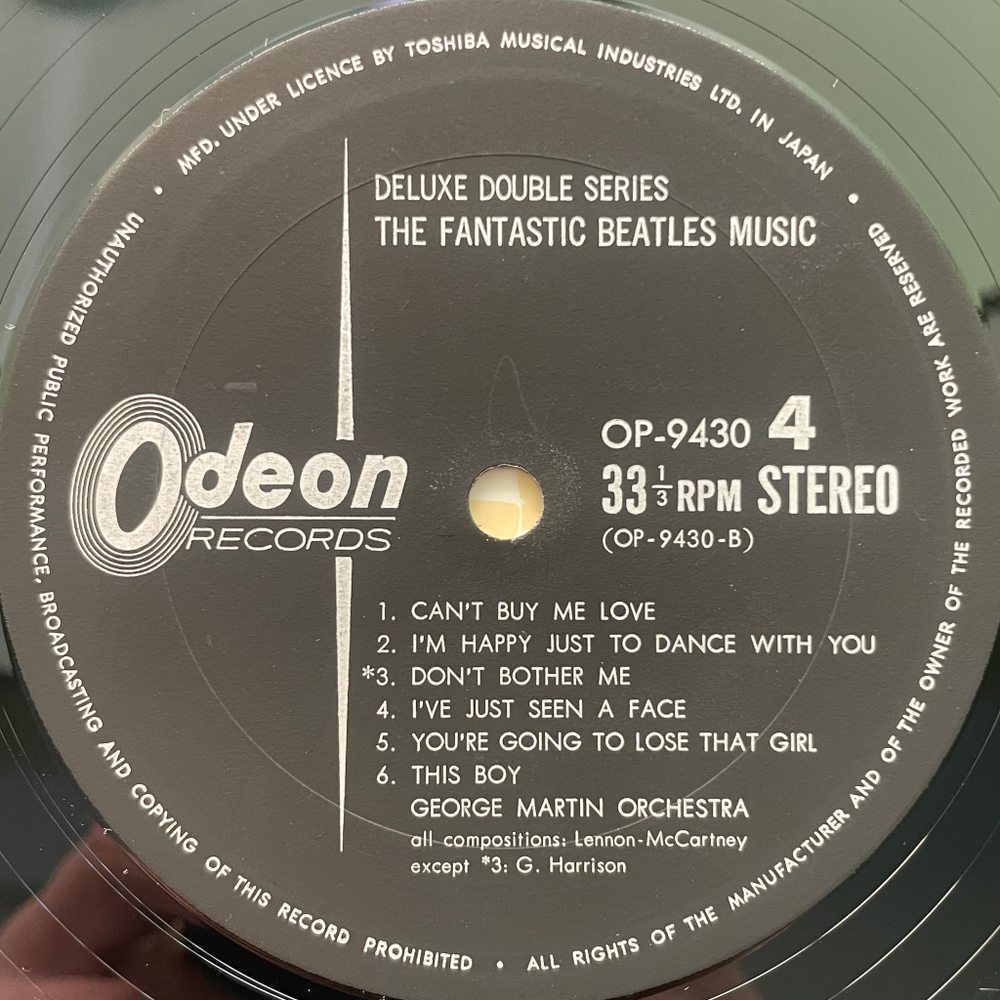 MFD. UNDER LICENCE BY TOSHIBA MUSICAL INDUSTRIES LTD. IN JAPAN
DELUXE DOUBLE SERIES
THE FANTASTIC BEATLES MUSIC
Odeon
RECORDS
OP-9430 4
33 1/3 RPM STEREO
(OP-9430-B)
1. CAN'T BUY ME LOVE
2. I'M HAPPY JUST TO DANCE WITH YOU
*3. DON'T BOTHER ME
4. I'VE JUST SEEN A FACE
5. YOU'RE GOING TO LOSE THAT GIRL
6. THIS BOY
GEORGE MARTIN ORCHESTRA
all compositions: Lennon-McCartney
except *3: G. Harrison
UNAUTHORIZED PUBLIC PERFORMANCE, BROADCASTING AND COPYING OF THIS RECORD PROHIBITED • ALL RIGHTS OF THE MANUFACTURER AND OF THE OWNER OF THE RECORDED WORK ARE RESERVED •